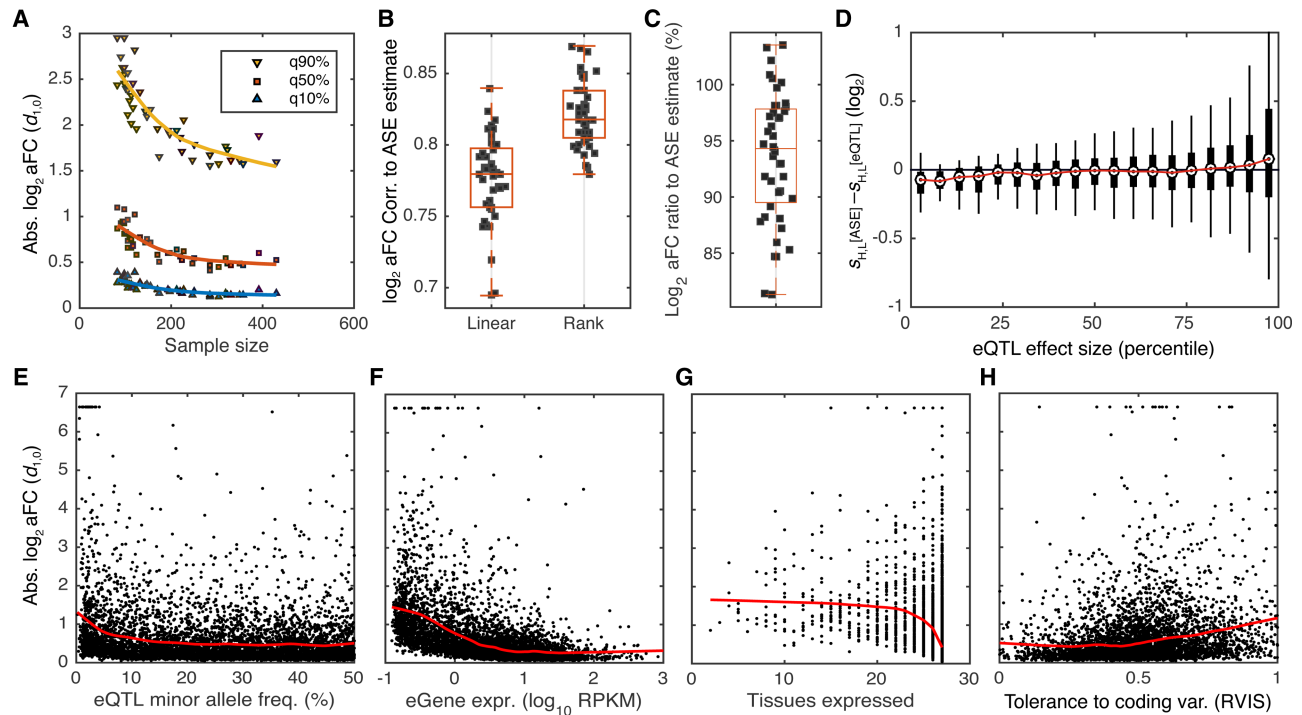 A
Abs. log2 aFC (d1,0)
3
2.5
2
1.5
1
0.5
0
q90%
q50%
q10%
0 200 400 600
Sample size
B
log2 aFC Corr. to ASE estimate
0.85
0.8
0.75
0.7
Linear Rank
C
Log2 aFC ratio to ASE estimate (%)
100
95
90
85
D
SH,L[ASE] –SH,L[eQTL] (log2)
1
0.5
0
-0.5
-1
0 25 50 75 100
eQTL effect size (percentile)
E
Abs. log2 aFC (d1,0)
7
6
5
4
3
2
1
0
0 10 20 30 40 50
eQTL minor allele freq. (%)
F
-1 0 1 2 3
eGene expr. (log10 RPKM)
G
0 10 20 30
Tissues expressed
H
0 0.5 1
Tolerance to coding var. (RVIS)